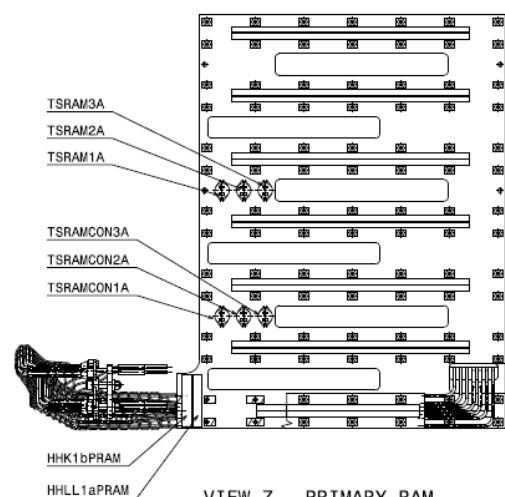 TSRAM3A
TSRAM2A
TSRAM1A
TSRAMCON3A
TSRAMCON2A
TSRAMCON1A
HHK1bPRAM
HHLL1aPRAM
VIEW Z PRIMARY RAM